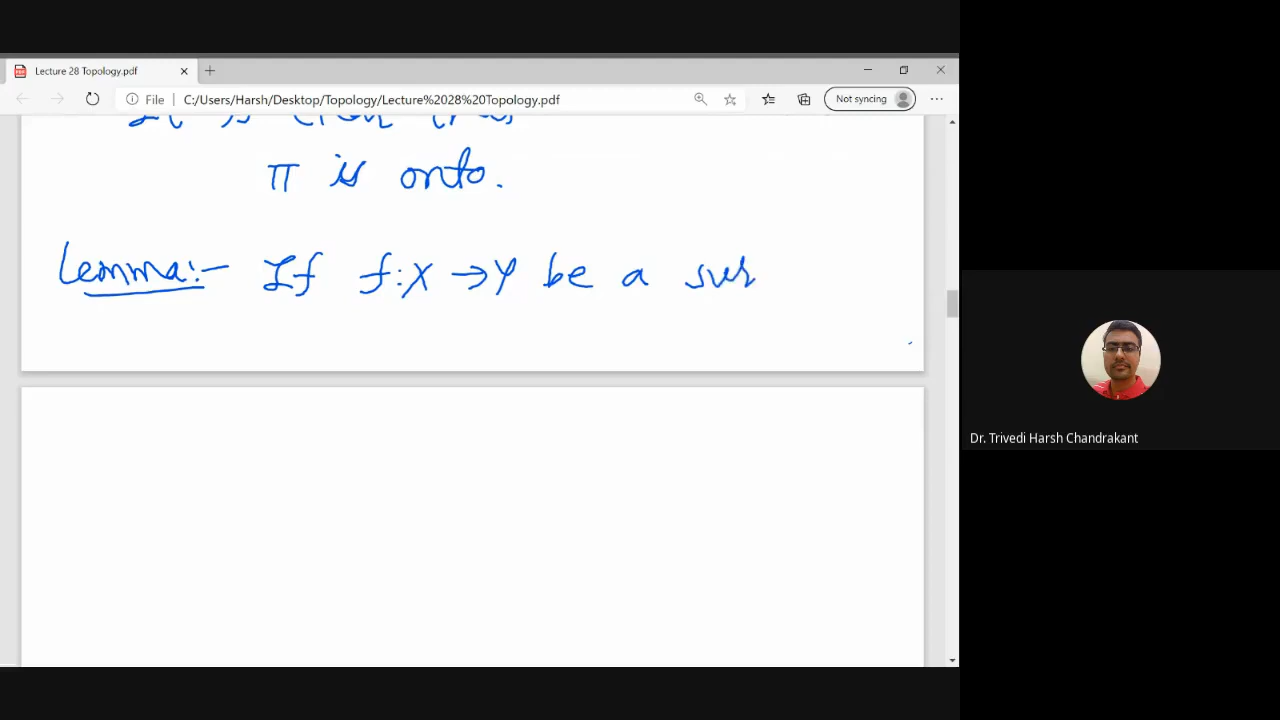 Lecture 28 Topology.pdf
File C:/Users/Harsh/Desktop/Topology/Lecture%2028%20Topology.pdf Not syncing
is
π is onto.
Lemma:- If f:X → Y be a sur
Dr. Trivedi Harsh Chandrakant